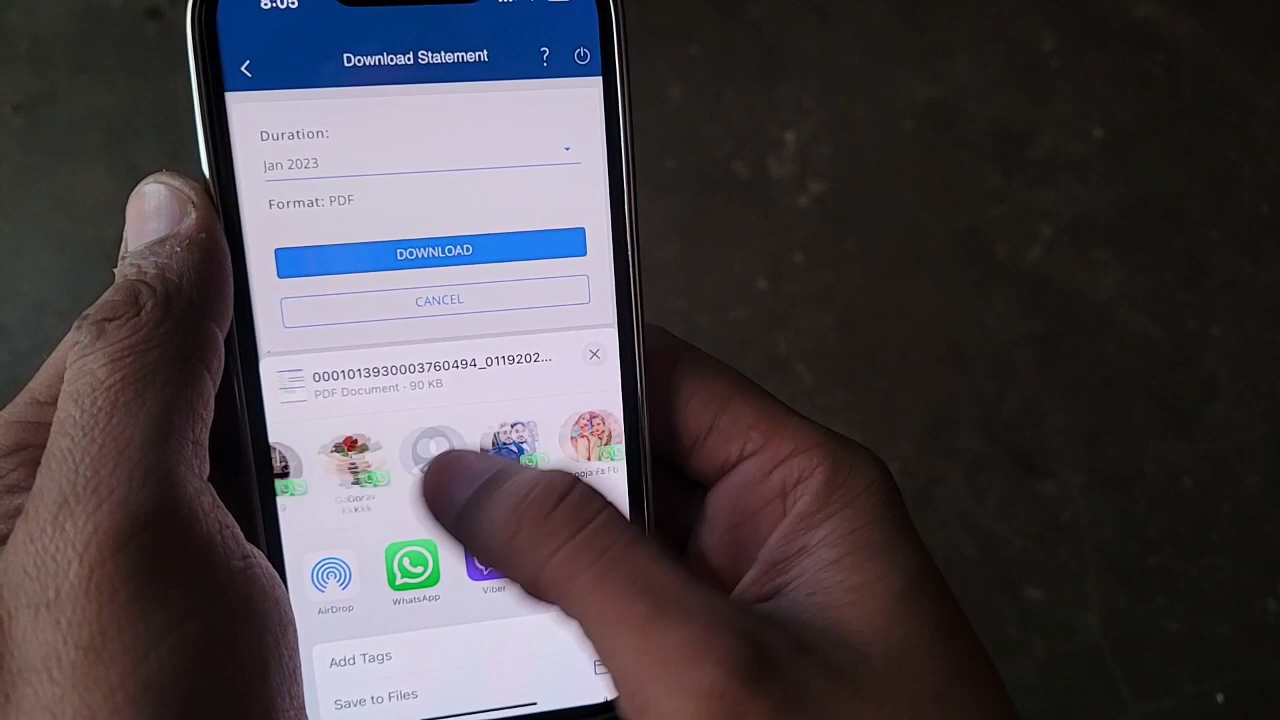 8:05
Download Statement
?
Duration:
Jan 2023
Format: PDF
DOWNLOAD
CANCEL
0001013930003760494_0119202...
PDF Document · 90 KB
AirDrop
WhatsApp
Viber
Add Tags
Save to Files